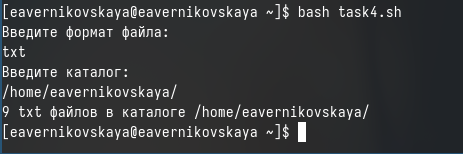 [eavernikovskaya@eavernikovskaya ~]$ bash task4.sh
Введите формат файла:
txt
Введите каталог:
/home/eavernikovskaya/
9 txt файлов в каталоге /home/eavernikovskaya/
[eavernikovskaya@eavernikovskaya ~]$